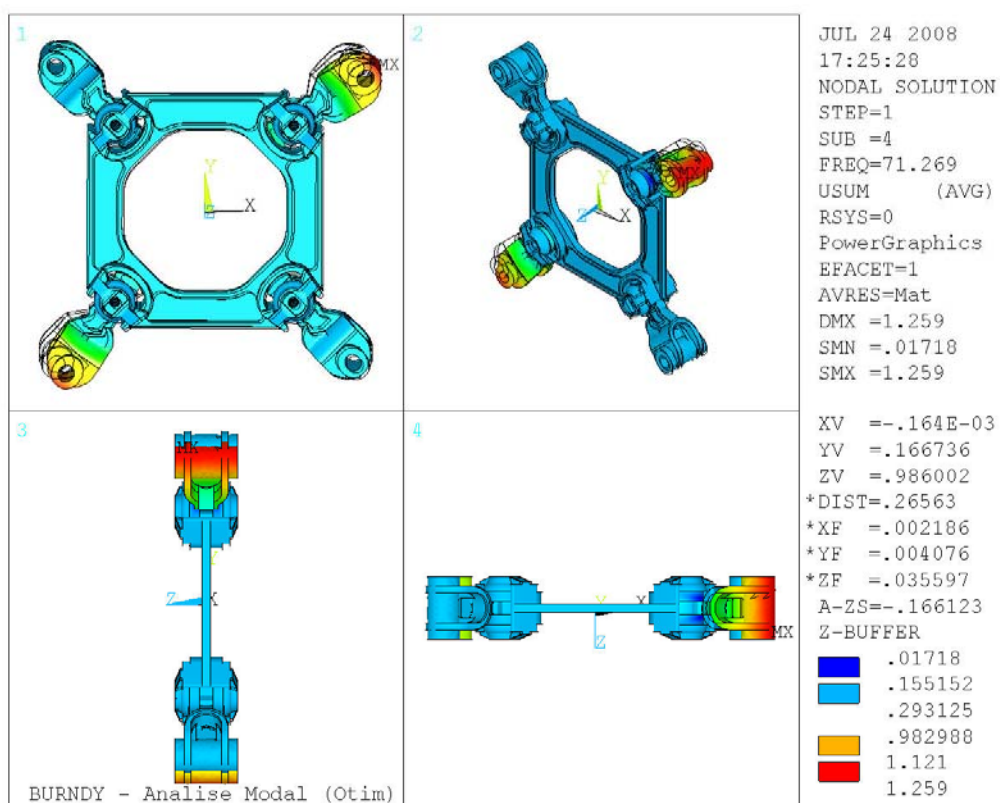 1
2
3
4
MX
Y
Z
X
MX
Y
Z
X
MX
Y
Z
X
Y
X
Z
MX
BURNDY - Analise Modal (Otim)
JUL 24 2008
17:25:28
NODAL SOLUTION
STEP=1
SUB =4
FREQ=71.269
USUM (AVG)
RSYS=0
PowerGraphics
EFACET=1
AVRES=Mat
DMX =1.259
SMN =.01718
SMX =1.259
XV =-.164E-03
YV =.166736
ZV =.986002
*DIST=.26563
*XF =.002186
*YF =.004076
*ZF =.035597
A-ZS=-.166123
Z-BUFFER
.01718
.155152
.293125
.982988
1.121
1.259